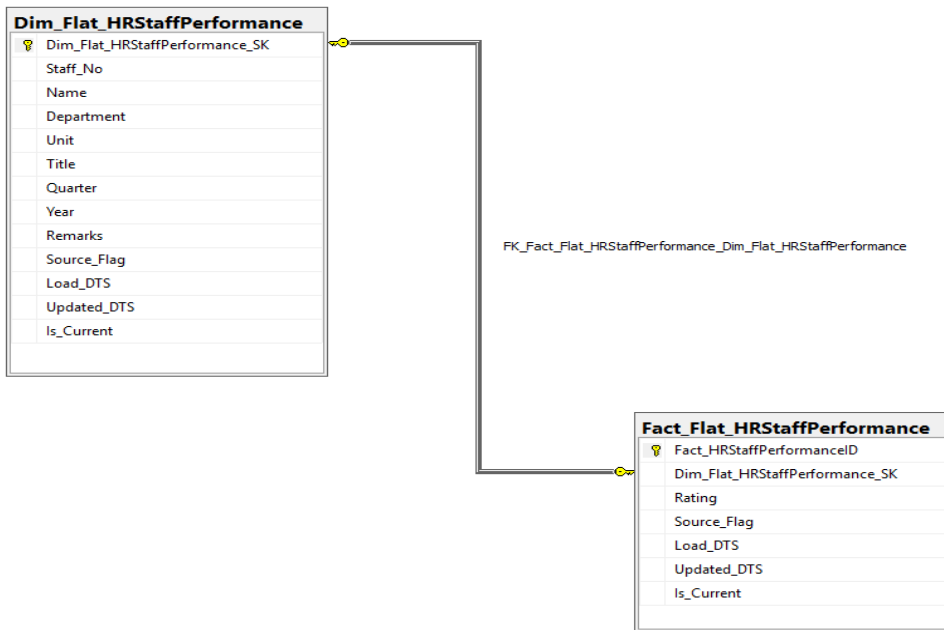 Dim_Flat_HRStaffPerformance
Dim_Flat_HRStaffPerformance_SK
Staff_No
Name
Department
Unit
Title
Quarter
Year
Remarks
Source_Flag
Load_DTS
Updated_DTS
Is_Current
FK_Fact_Flat_HRStaffPerformance_Dim_Flat_HRStaffPerformance
Fact_Flat_HRStaffPerformance
Fact_HRStaffPerformanceID
Dim_Flat_HRStaffPerformance_SK
Rating
Source_Flag
Load_DTS
Updated_DTS
Is_Current